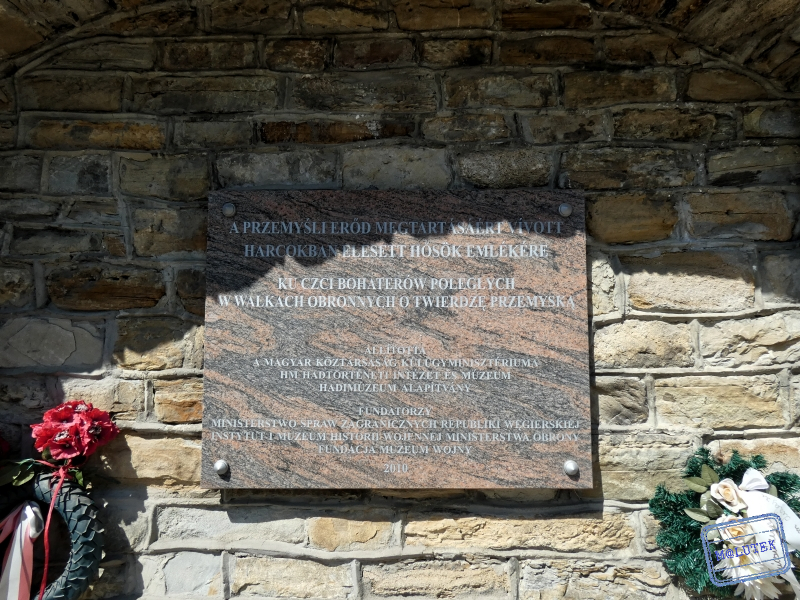 A PRZEMYŚLI ERŐD MEGTARTÁSÁÉRT VÍVOTT
HARCOKBAN ELESETT HŐSÖK EMLÉKÉRE
KU CZCI BOHATERÓW POLEGŁYCH
W WALKACH OBRONNYCH O TWIERDZĘ PRZEMYSKĄ
ÁLLÍTOTTA
A MAGYAR KÖZTÁRSASÁG KÜLÜGYMINISZTÉRIUMA
HM HADTÖRTÉNETI INTÉZET ÉS MÚZEUM
HADIMÚZEUM ALAPÍTVÁNY
FUNDATORZY
MINISTERSTWO SPRAW ZAGRANICZNYCH REPUBLIKI WĘGIERSKIEJ
INSTYTUT I MUZEUM HISTORII WOJENNEJ MINISTERSTWA OBRONY
FUNDACJA MUZEUM WOJNY
2010
M@LUTEK